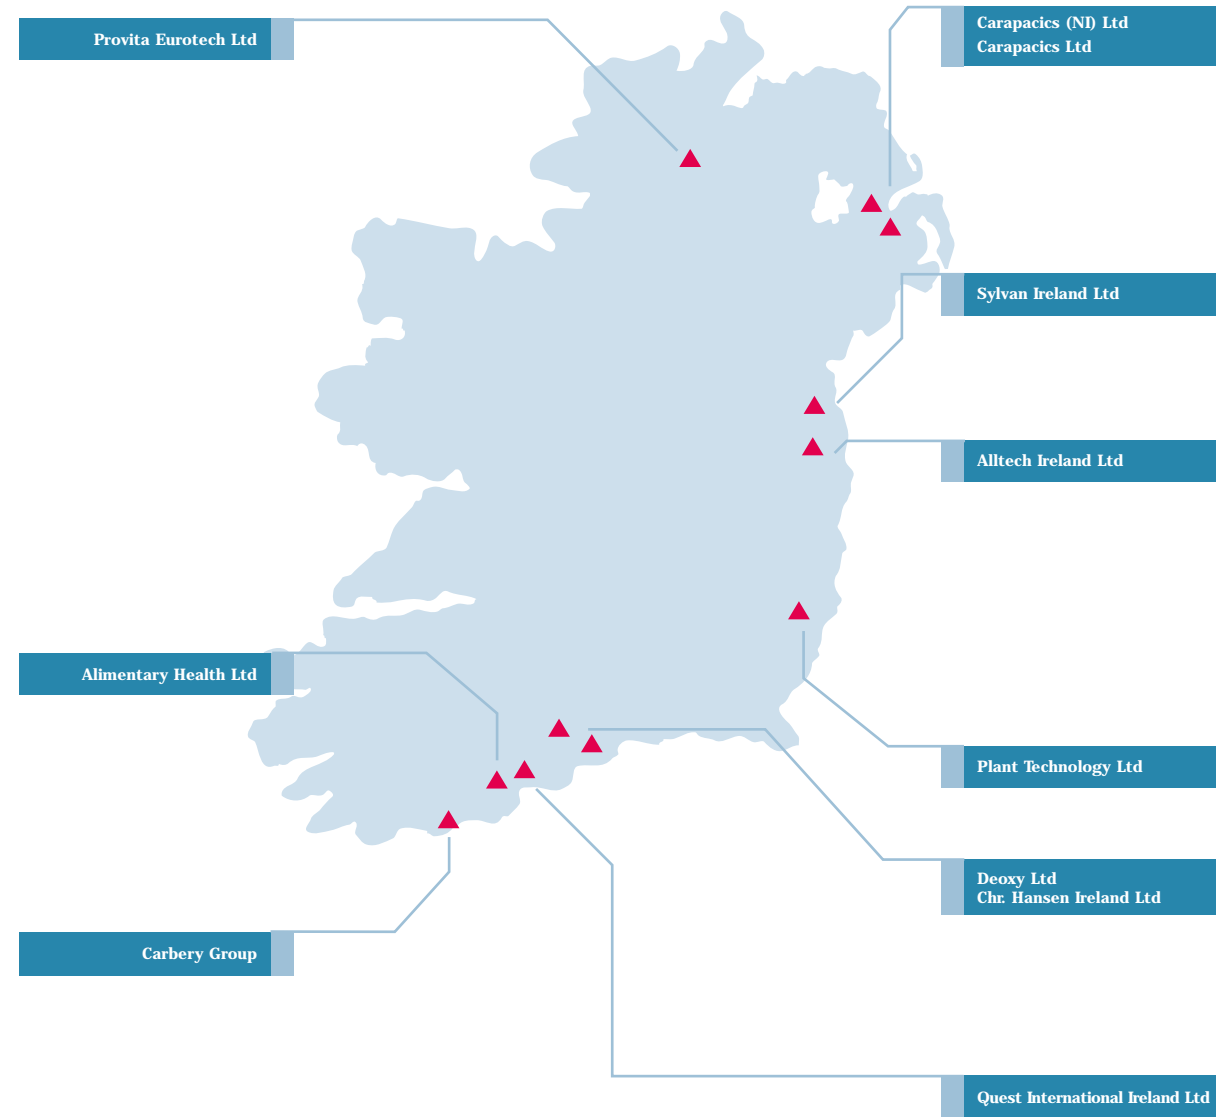 Provita Eurotech Ltd
Carapacics (NI) Ltd
Carapacics Ltd
Sylvan Ireland Ltd
Alltech Ireland Ltd
Alimentary Health Ltd
Plant Technology Ltd
Deoxy Ltd
Chr. Hansen Ireland Ltd
Carbery Group
Quest International Ireland Ltd